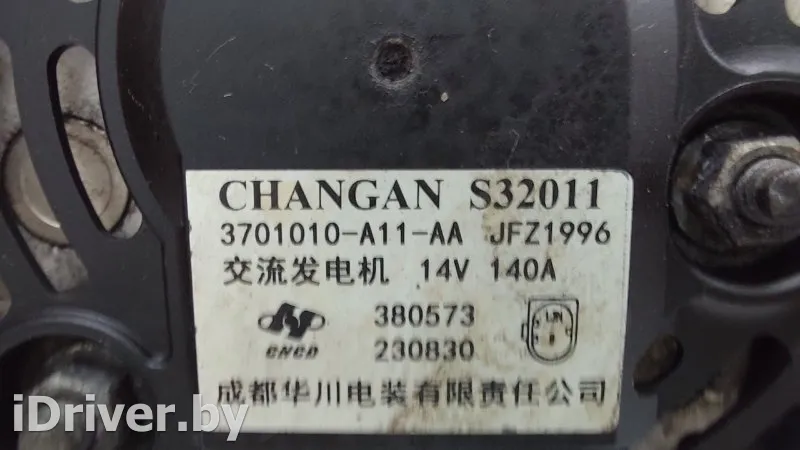 CHANGAN S32011
3701010-A11-AA JFZ1996
交流发电机 14V 140A
380573
CNCD 230830
成都华川电装有限责任公司
iDriver.by